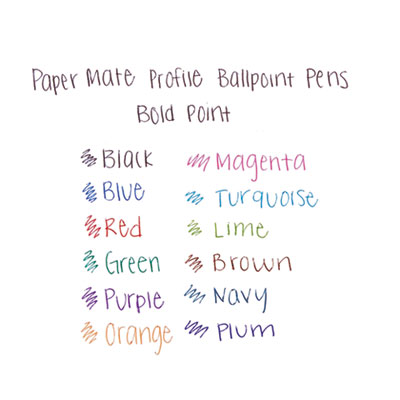 Paper Mate Profile Ballpoint Pens
Bold Point
Black
Blue
Red
Green
Purple
Orange
Magenta
Turquoise
Lime
Brown
Navy
Plum